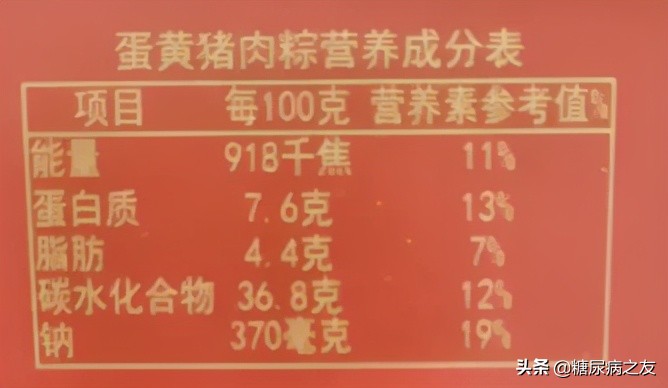 蛋黄猪肉粽营养成分表
项目 每100克 营养素参考值%
能量 918千焦 11%
蛋白质 7.6克 13%
脂肪 4.4克 7%
碳水化合物 36.8克 12%
钠 370毫克 19%
头条 @糖尿病之友